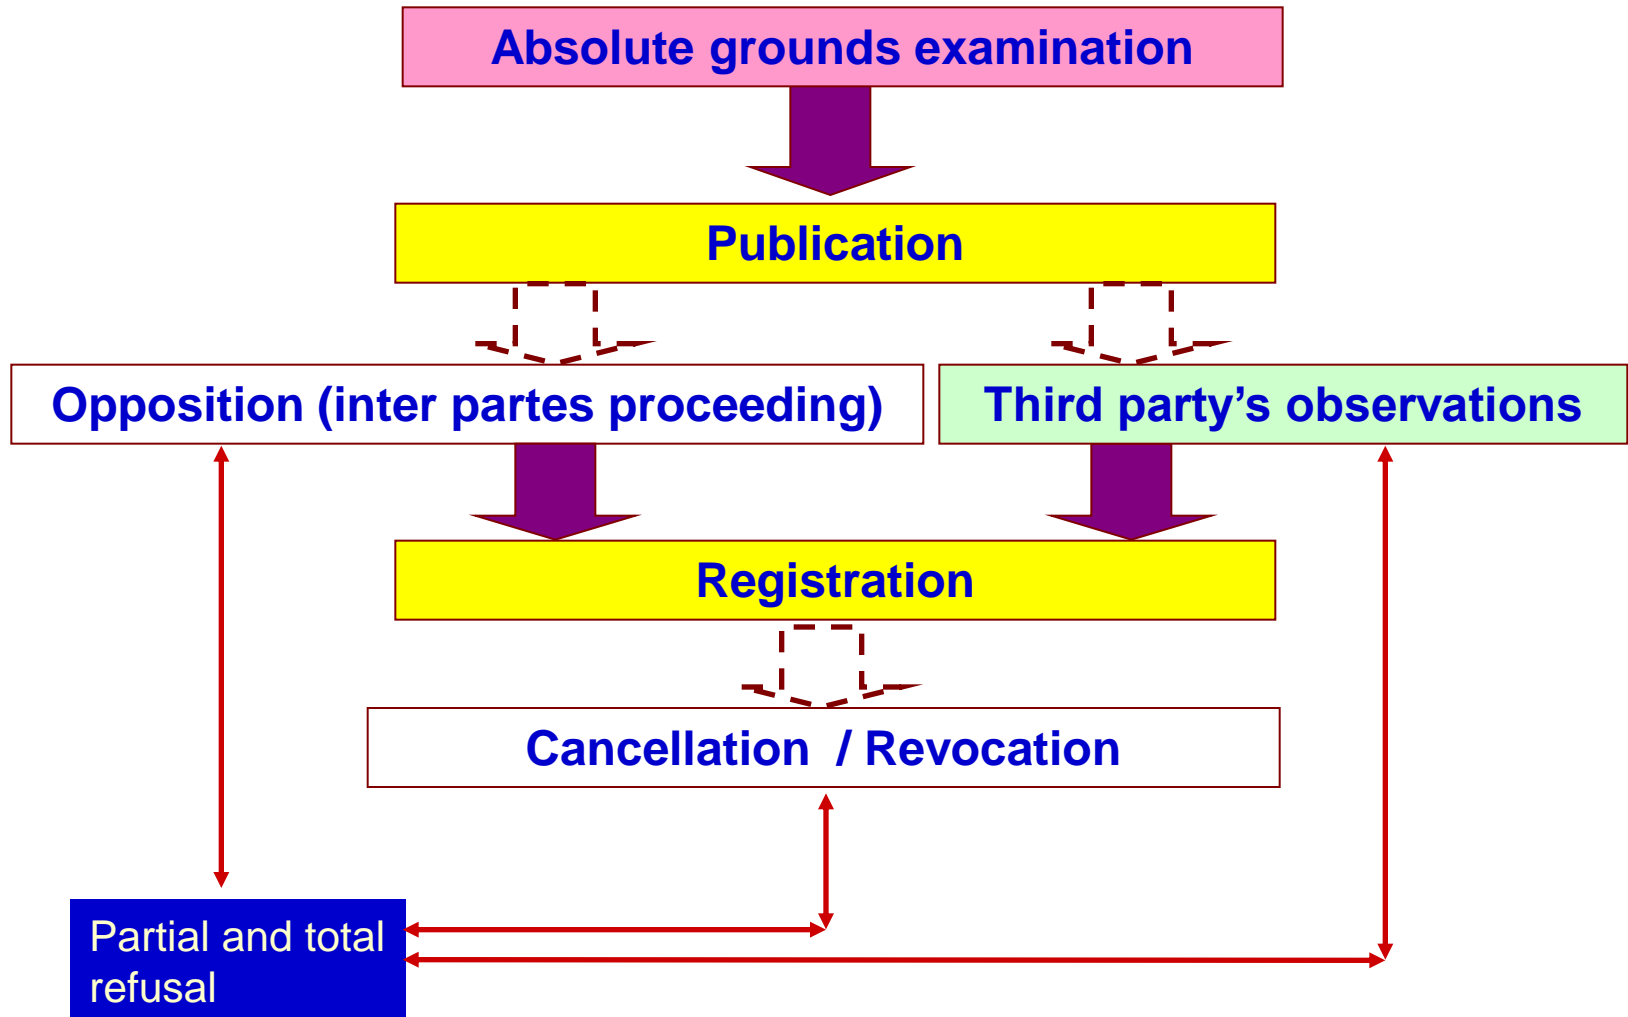 Absolute grounds examination
Publication
Opposition (inter partes proceeding)
Third party’s observations
Registration
Cancellation / Revocation
Partial and total
refusal